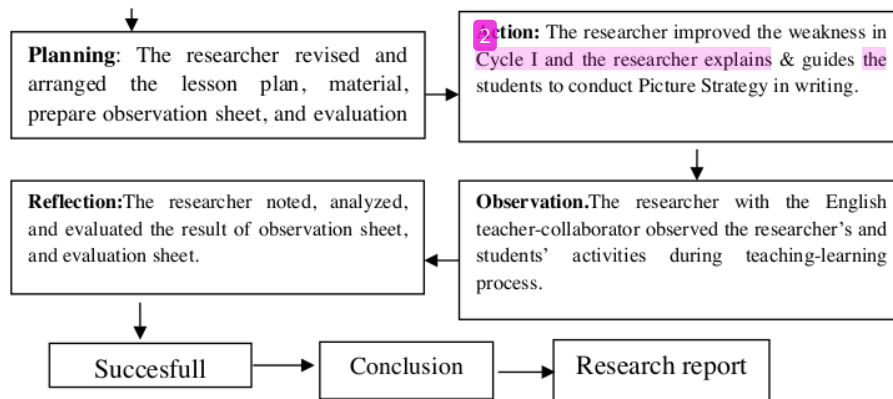 Planning: The researcher revised and
arranged the lesson plan, material,
prepare observation sheet, and evaluation
2
ction: The researcher improved the weakness in
Cycle I and the researcher explains & guides the
students to conduct Picture Strategy in writing.
Reflection:The researcher noted, analyzed,
and evaluated the result of observation sheet,
and evaluation sheet.
Observation.The researcher with the English
teacher-collaborator observed the researcher's and
students' activities during teaching-learning
process.
Succesfull
Conclusion
Research report